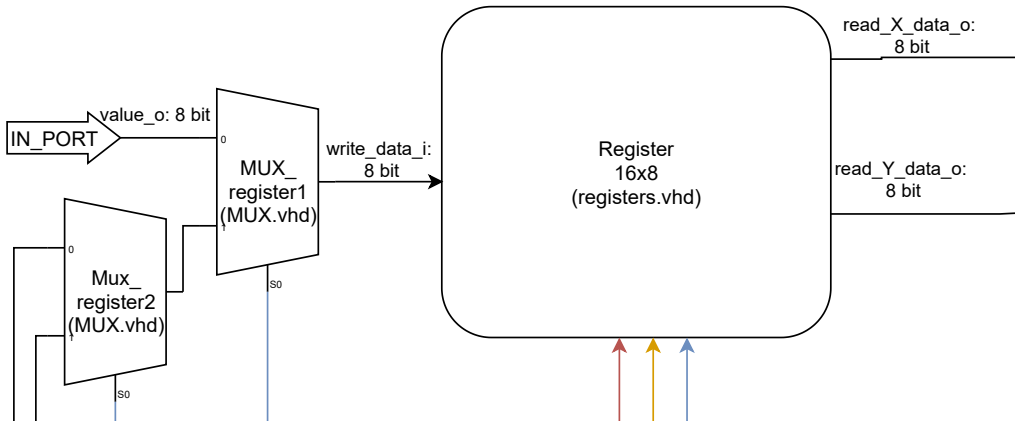 read_X_data_o:
8 bit
value_o: 8 bit
IN_PORT
0
MUX_
register1
(MUX.vhd)
1
S0
write_data_i:
8 bit
Register
16x8
(registers.vhd)
read_Y_data_o:
8 bit
0
Mux_
register2
(MUX.vhd)
1
S0